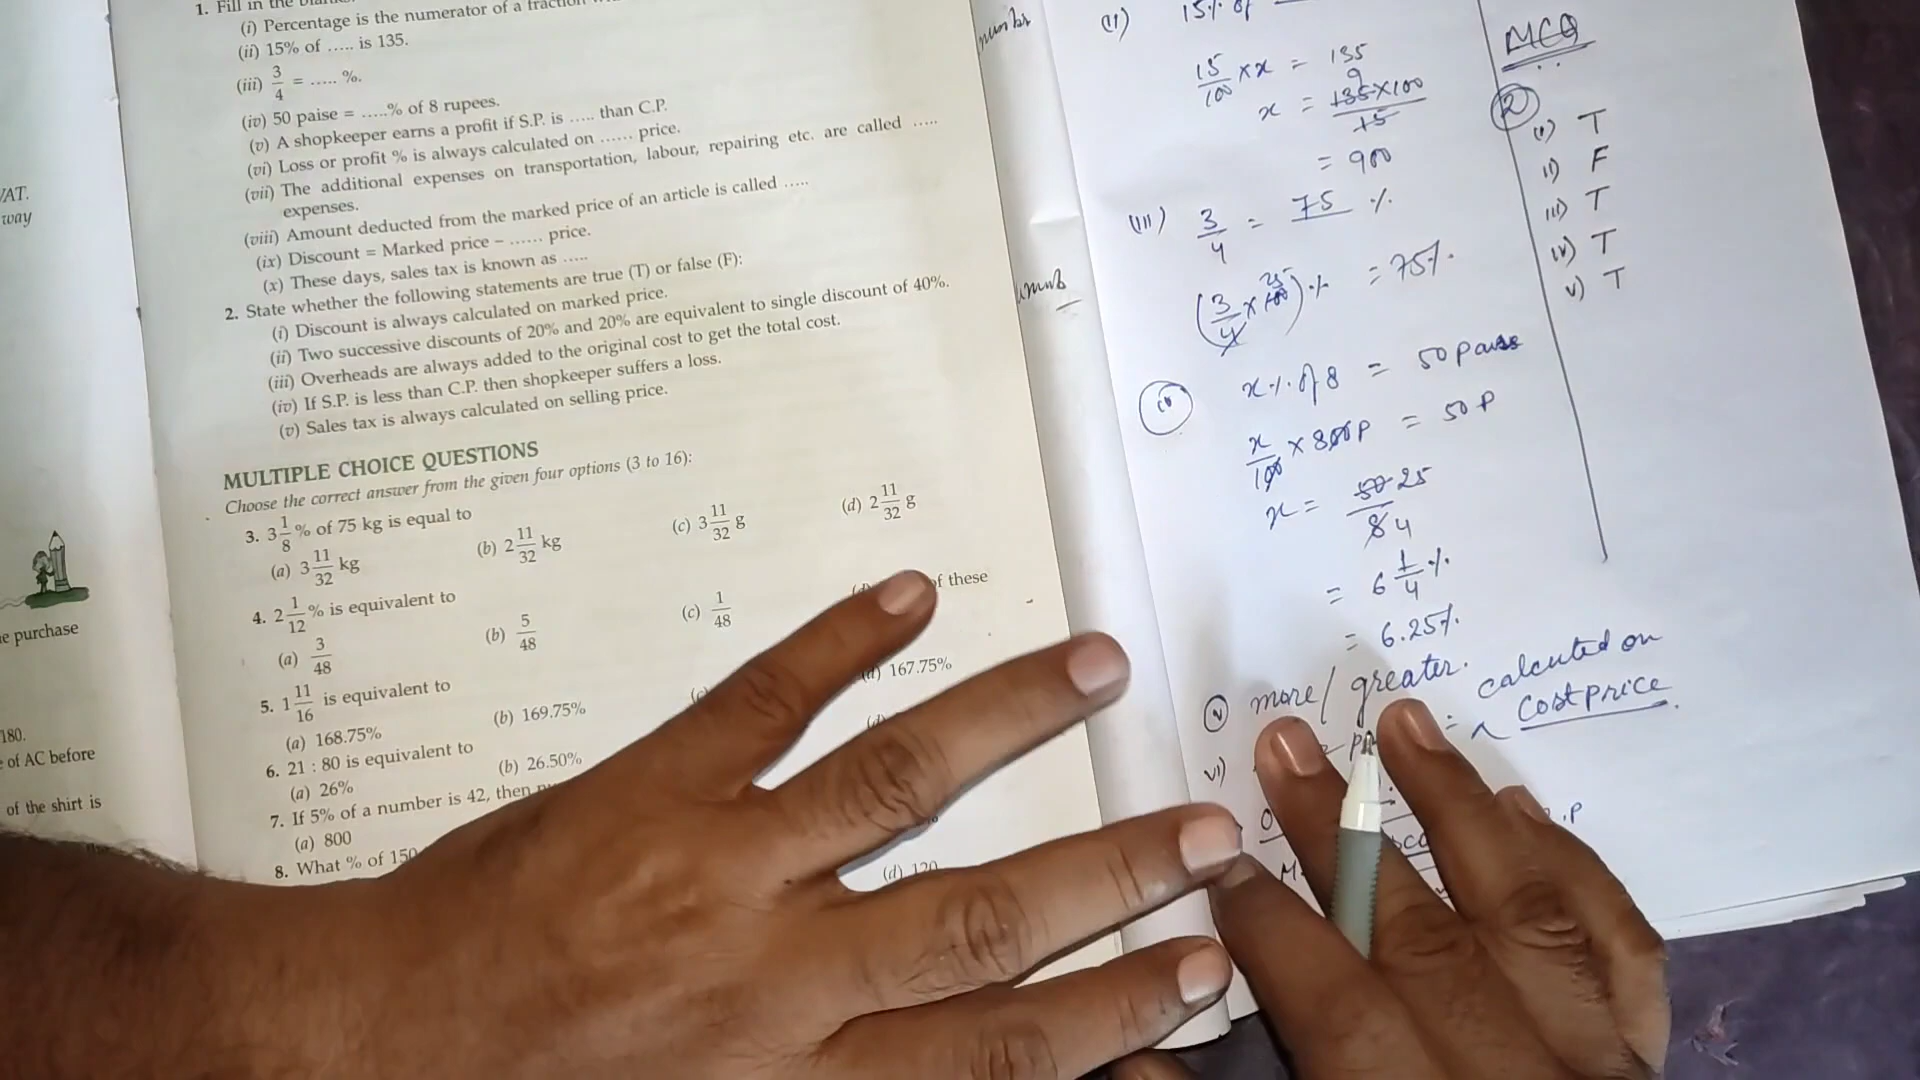 VAT.
way
e purchase
180.
e of AC before
of the shirt is
1. Fill in the
(i) Percentage is the numerator of a fraction
(ii) 15% of ..... is 135.
(iii) 3/4 = ..... %.
(iv) 50 paise = .....% of 8 rupees.
(v) A shopkeeper earns a profit if S.P. is ..... than C.P.
(vi) Loss or profit % is always calculated on ...... price.
(vii) The additional expenses on transportation, labour, repairing etc. are called .....
expenses.
(viii) Amount deducted from the marked price of an article is called .....
(ix) Discount = Marked price – ...... price.
(x) These days, sales tax is known as .....
2. State whether the following statements are true (T) or false (F):
(i) Discount is always calculated on marked price.
(ii) Two successive discounts of 20% and 20% are equivalent to single discount of 40%.
(iii) Overheads are always added to the original cost to get the total cost.
(iv) If S.P. is less than C.P. then shopkeeper suffers a loss.
(v) Sales tax is always calculated on selling price.
MULTIPLE CHOICE QUESTIONS
Choose the correct answer from the given four options (3 to 16):
3. 3 1/8 % of 75 kg is equal to
(a) 3 11/32 kg (b) 2 11/32 kg (c) 3 11/32 g (d) 2 11/32 g
4. 2 1/12 % is equivalent to
(a) 3/48 (b) 5/48 (c) 1/48 of these
5. 1 11/16 is equivalent to
(a) 168.75% (b) 169.75% (d) 167.75%
6. 21 : 80 is equivalent to
(a) 26% (b) 26.50%
7. If 5% of a number is 42, then
(a) 800
8. What % of 150
(d) 120
number
(ii) 15% of
15/100 × x = 135
x = 135×100/15 9
= 900
(iii) 3/4 = 75 %
(3/4 × 100 25)% = 75%
(iv) x% of 8 = 50 paise
x/100 × 800P = 50 P
x = 50 25/8 4
= 6 1/4 %
= 6.25%
(v) more/greater.
vi) = calcuted on
Cost price
MCQ
2
(i) T
ii) F
iii) T
iv) T
v) T